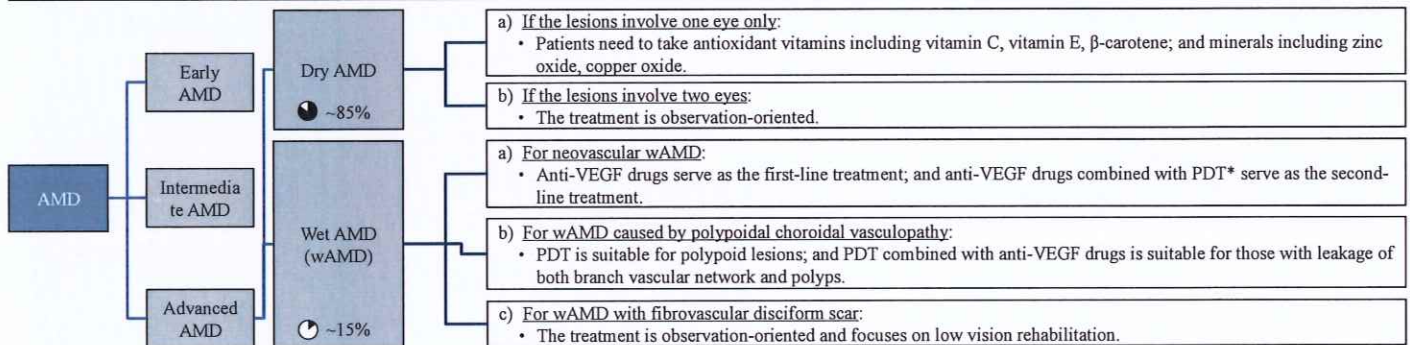 AMD
Early
AMD
Intermedia
te AMD
Advanced
AMD
Dry AMD
~85%
Wet AMD
(wAMD)
~15%
a) If the lesions involve one eye only:
• Patients need to take antioxidant vitamins including vitamin C, vitamin E, β-carotene; and minerals including zinc
oxide, copper oxide.
b) If the lesions involve two eyes:
• The treatment is observation-oriented.
a) For neovascular wAMD:
• Anti-VEGF drugs serve as the first-line treatment; and anti-VEGF drugs combined with PDT* serve as the second-
line treatment.
b) For wAMD caused by polypoidal choroidal vasculopathy:
• PDT is suitable for polypoid lesions; and PDT combined with anti-VEGF drugs is suitable for those with leakage of
both branch vascular network and polyps.
c) For wAMD with fibrovascular disciform scar:
• The treatment is observation-oriented and focuses on low vision rehabilitation.